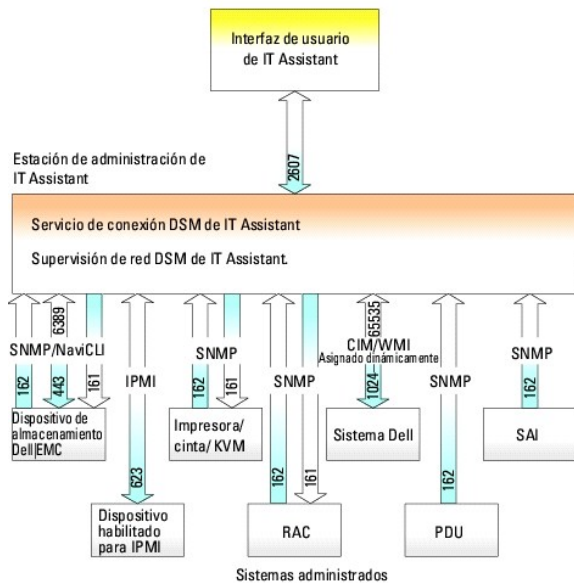 Interfaz de usuario
de IT Assistant
2607
Estación de administración de
IT Assistant
Servicio de conexión DSM de IT Assistant
Supervisión de red DSM de IT Assistant.
6389
65535
SNMP/NaviCLI
IPMI
SNMP
SNMP
CIM/WMI
Asignado dinámicamente
SNMP
SNMP
162
443
161
162
161
1024
162
Dispositivo de
almacenamiento
Dell|EMC
Impresora/
cinta/ KVM
Sistema Dell
SAI
623
162
161
162
Dispositivo
habilitado
para IPMI
RAC
PDU
Sistemas administrados